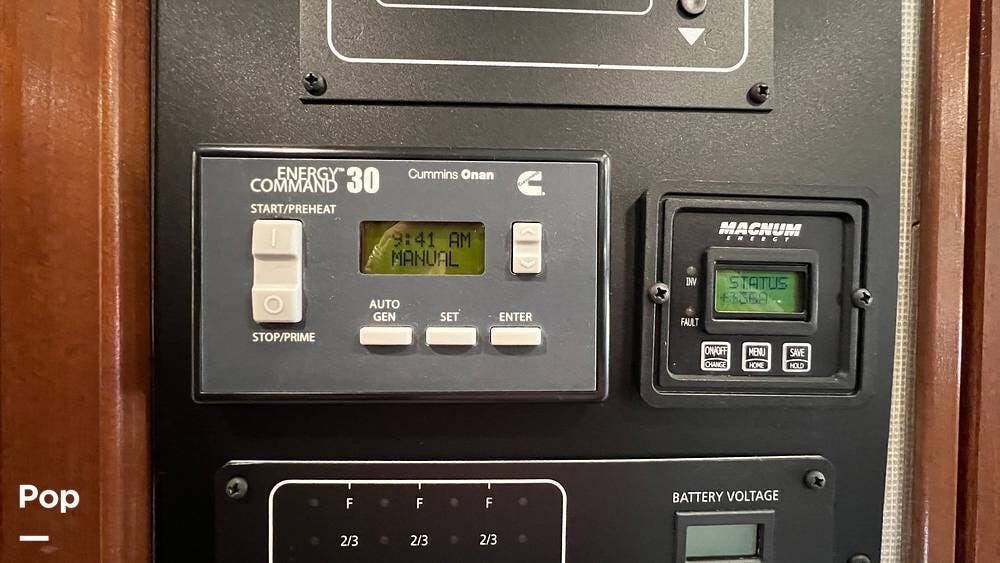 ENERGY™
COMMAND 30
Cummins Onan
START/PREHEAT
I
9:41 AM
MANUAL
O
STOP/PRIME
AUTO
GEN
SET
ENTER
MAGNUM
ENERGY
INV
STATUS
FAULT
ON/OFF
CHANGE
MENU
HOME
SAVE
HOLD
BATTERY VOLTAGE
F F F
2/3 2/3 2/3
Pop